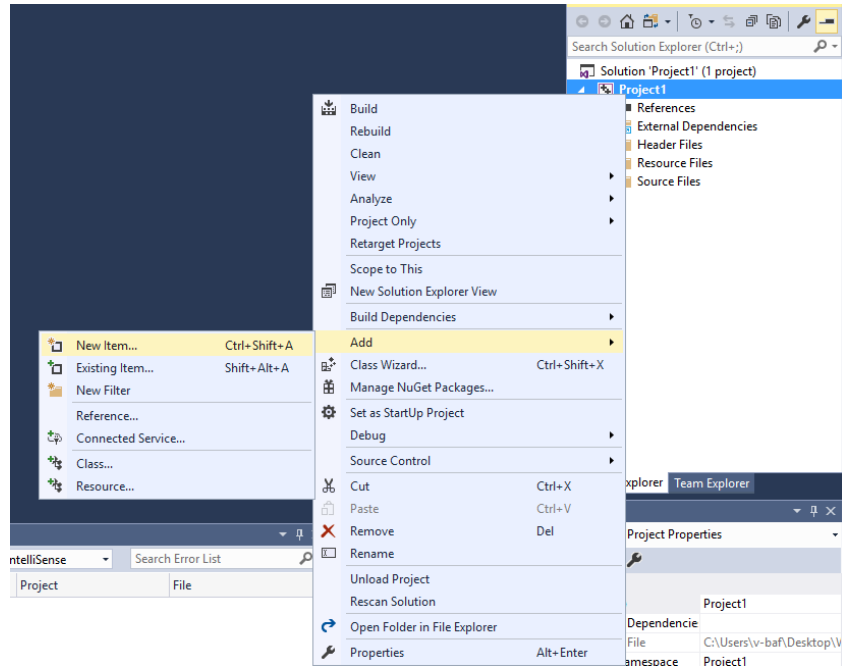 Search Solution Explorer (Ctrl+;)
Solution 'Project1' (1 project)
Project1
References
External Dependencies
Header Files
Resource Files
Source Files
Build
Rebuild
Clean
View
Analyze
Project Only
Retarget Projects
Scope to This
New Solution Explorer View
Build Dependencies
Add
Class Wizard... Ctrl+Shift+X
Manage NuGet Packages...
Set as StartUp Project
Debug
Source Control
Cut Ctrl+X
Paste Ctrl+V
Remove Del
Rename
Unload Project
Rescan Solution
Open Folder in File Explorer
Properties Alt+Enter
New Item... Ctrl+Shift+A
Existing Item... Shift+Alt+A
New Filter
Reference...
Connected Service...
Class...
Resource...
xplorer Team Explorer
Project Properties
Project1
Dependencie
File C:\Users\v-baf\Desktop\V
amespace Project1
ntelliSense Search Error List
Project File